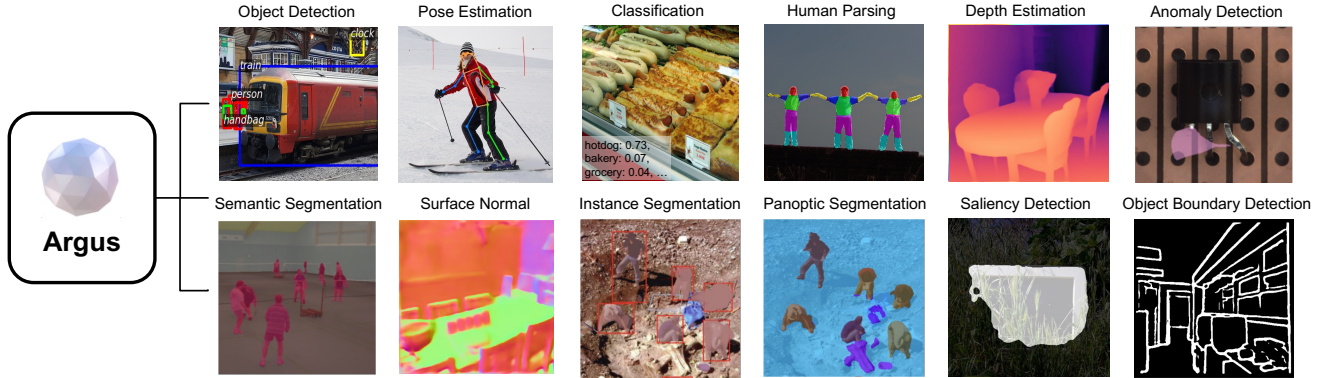 Object Detection
Pose Estimation
Classification
Human Parsing
Depth Estimation
Anomaly Detection
clock
train
person
handbag
hotdog: 0.73,
bakery: 0.07,
grocery: 0.04, ...
Argus
Semantic Segmentation
Surface Normal
Instance Segmentation
Panoptic Segmentation
Saliency Detection
Object Boundary Detection